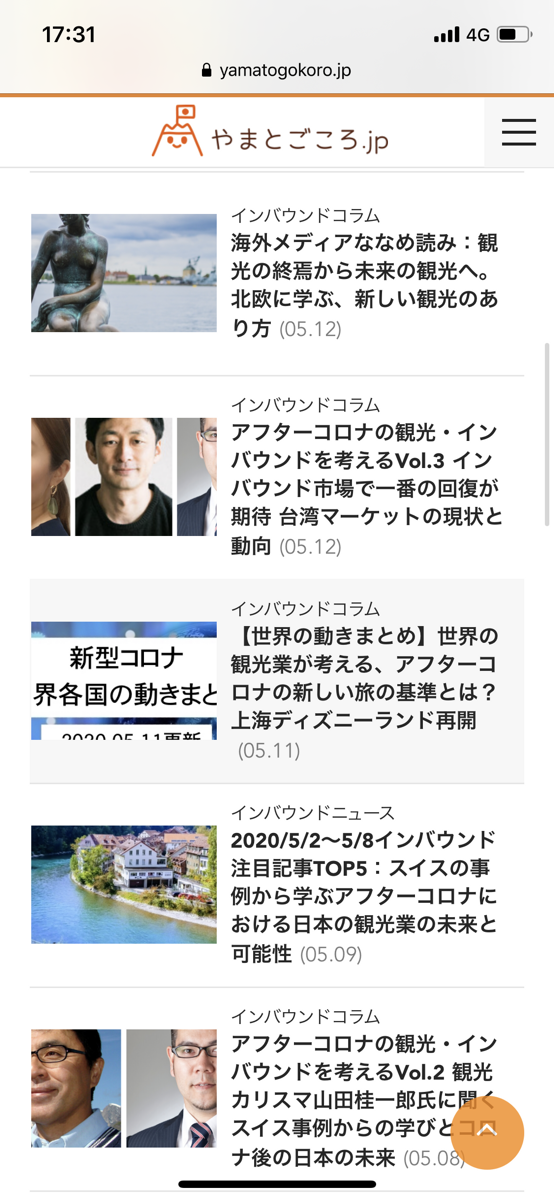 17:31
4G
yamatogokoro.jp
やまとごころ.jp
インバウンドコラム
海外メディアななめ読み：観
光の終焉から未来の観光へ。
北欧に学ぶ、新しい観光のあ
り方 (05.12)
インバウンドコラム
アフターコロナの観光・イン
バウンドを考えるVol.3 イン
バウンド市場で一番の回復が
期待 台湾マーケットの現状と
動向 (05.12)
新型コロナ
界各国の動きまと
2020.05.11更新
インバウンドコラム
【世界の動きまとめ】世界の
観光業が考える、アフターコ
ロナの新しい旅の基準とは？
上海ディズニーランド再開
(05.11)
インバウンドニュース
2020/5/2〜5/8インバウンド
注目記事TOP5：スイスの事
例から学ぶアフターコロナに
おける日本の観光業の未来と
可能性 (05.09)
インバウンドコラム
アフターコロナの観光・イン
バウンドを考えるVol.2 観光
カリスマ山田桂一郎氏に聞く
スイス事例からの学びとコロ
ナ後の日本の未来 (05.08)